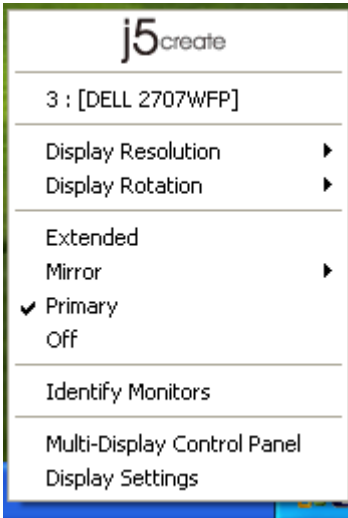 j5create
3 : [DELL 2707WFP]
Display Resolution
Display Rotation
Extended
Mirror
Primary
Off
Identify Monitors
Multi-Display Control Panel
Display Settings